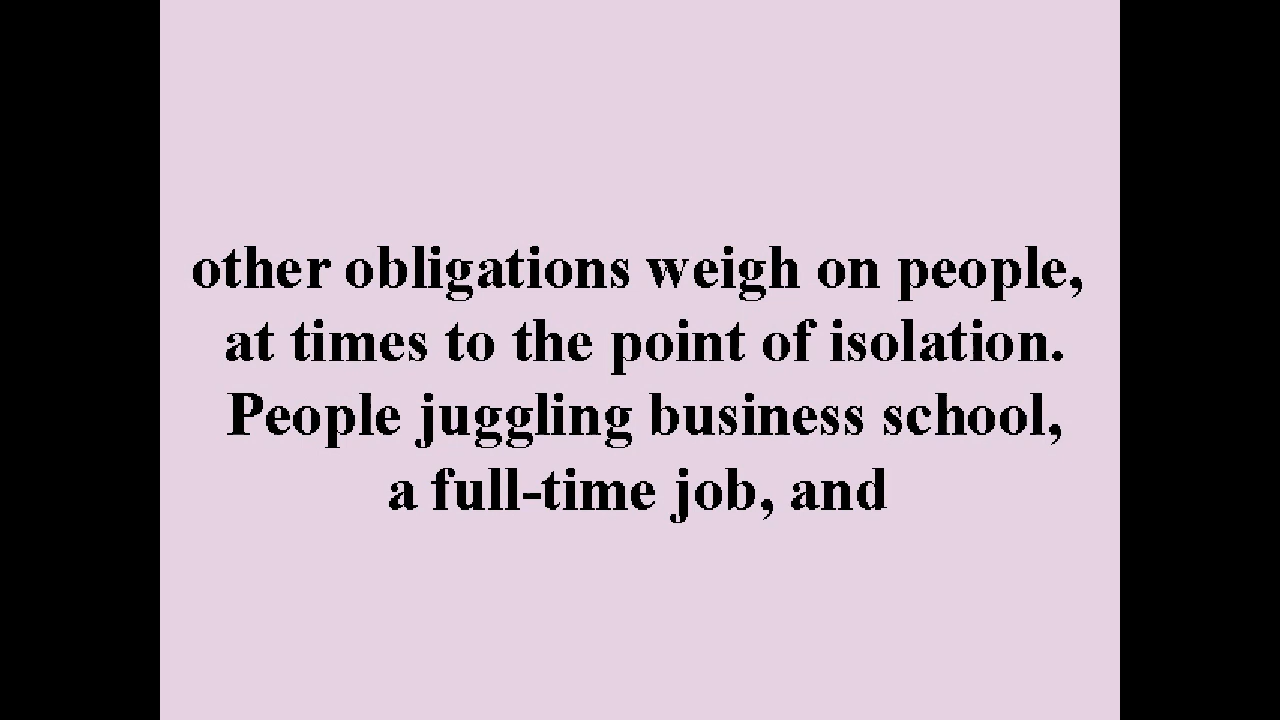 other obligations weigh on people,
at times to the point of isolation.
People juggling business school,
a full-time job, and